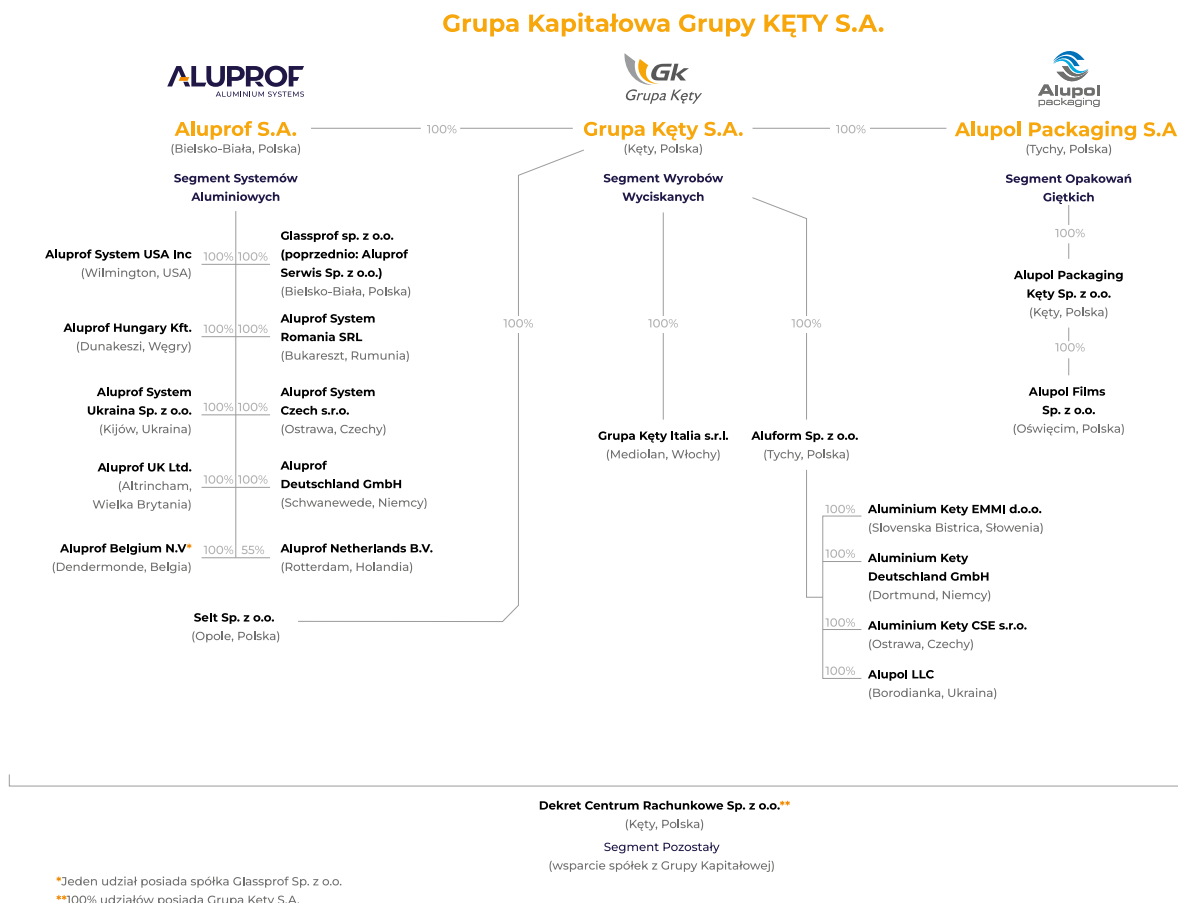 Grupa Kapitałowa Grupy KĘTY S.A.
ALUPROF
ALUMINIUM SYSTEMS
Gk
Grupa Kęty
Alupol
packaging
Aluprof S.A.
(Bielsko-Biała, Polska)
100%
Grupa Kęty S.A.
(Kęty, Polska)
100%
Alupol Packaging S.A
(Tychy, Polska)
Segment Systemów
Aluminiowych
Segment Wyrobów
Wyciskanych
Segment Opakowań
Giętkich
Aluprof System USA Inc
(Wilmington, USA)
100% 100%
Glassprof sp. z o.o.
(poprzednio: Aluprof
Serwis Sp. z o.o.)
(Bielsko-Biała, Polska)
Aluprof Hungary Kft.
(Dunakeszi, Węgry)
100% 100%
Aluprof System
Romania SRL
(Bukareszt, Rumunia)
Aluprof System
Ukraina Sp. z o.o.
(Kijów, Ukraina)
100% 100%
Aluprof System
Czech s.r.o.
(Ostrawa, Czechy)
Aluprof UK Ltd.
(Altrincham,
Wielka Brytania)
100% 100%
Aluprof
Deutschland GmbH
(Schwanewede, Niemcy)
Aluprof Belgium N.V*
(Dendermonde, Belgia)
100% 55%
Aluprof Netherlands B.V.
(Rotterdam, Holandia)
100%
Selt Sp. z o.o.
(Opole, Polska)
100%
Grupa Kęty Italia s.r.l.
(Mediolan, Włochy)
100%
Aluform Sp. z o.o.
(Tychy, Polska)
100%
Aluminium Kety EMMI d.o.o.
(Slovenska Bistrica, Słowenia)
100%
Aluminium Kety
Deutschland GmbH
(Dortmund, Niemcy)
100%
Aluminium Kety CSE s.r.o.
(Ostrawa, Czechy)
100%
Alupol LLC
(Borodianka, Ukraina)
100%
Alupol Packaging
Kęty Sp. z o.o.
(Kęty, Polska)
100%
Alupol Films
Sp. z o.o.
(Oświęcim, Polska)
Dekret Centrum Rachunkowe Sp. z o.o.**
(Kęty, Polska)
Segment Pozostały
(wsparcie spółek z Grupy Kapitałowej)
*Jeden udział posiada spółka Glassprof Sp. z o.o.
**100% udziałów posiada Grupa Kęty S.A.